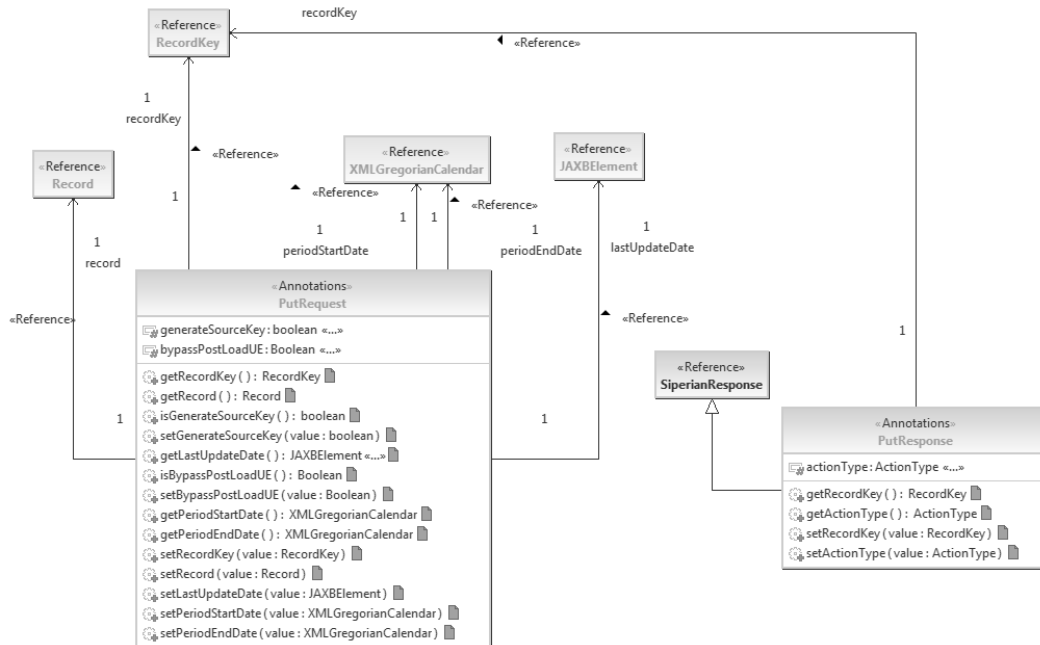 recordKey
«Reference»
RecordKey
«Reference»
1
recordKey
«Reference»
«Reference»
Record
«Reference»
XMLGregorianCalendar
«Reference»
JAXBElement
«Reference»
«Reference»
1
1
1
1
periodStartDate
1
periodEndDate
1
lastUpdateDate
1
record
«Reference»
«Reference»
1
«Annotations»
PutRequest
generateSourceKey : boolean «...»
bypassPostLoadUE : Boolean «...»
getRecordKey ( ) : RecordKey
getRecord ( ) : Record
isGenerateSourceKey ( ) : boolean
setGenerateSourceKey ( value : boolean )
getLastUpdateDate ( ) : JAXBElement «...»
isBypassPostLoadUE ( ) : Boolean
setBypassPostLoadUE ( value : Boolean )
getPeriodStartDate ( ) : XMLGregorianCalendar
getPeriodEndDate ( ) : XMLGregorianCalendar
setRecordKey ( value : RecordKey )
setRecord ( value : Record )
setLastUpdateDate ( value : JAXBElement )
setPeriodStartDate ( value : XMLGregorianCalendar )
setPeriodEndDate ( value : XMLGregorianCalendar )
1
1
«Reference»
SiperianResponse
«Annotations»
PutResponse
actionType : ActionType «...»
getRecordKey ( ) : RecordKey
getActionType ( ) : ActionType
setRecordKey ( value : RecordKey )
setActionType ( value : ActionType )